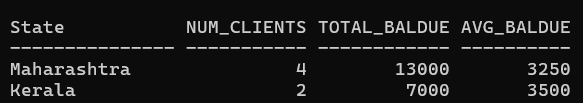 State           NUM_CLIENTS TOTAL_BALDUE AVG_BALDUE
--------------- ----------- ------------ ----------
Maharashtra               4        13000       3250
Kerala                    2         7000       3500